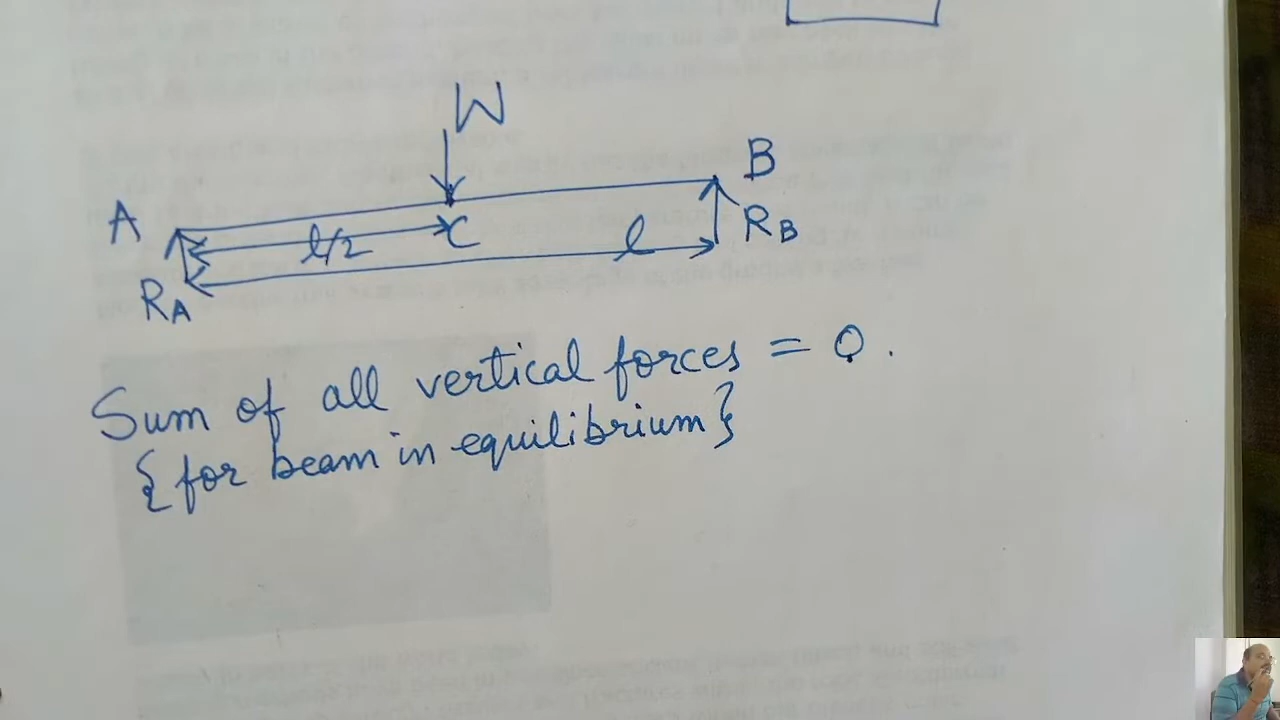 W
A
B
C
l/2
l
R_B
R_A
Sum of all vertical forces = 0.
{for beam in equilibrium}